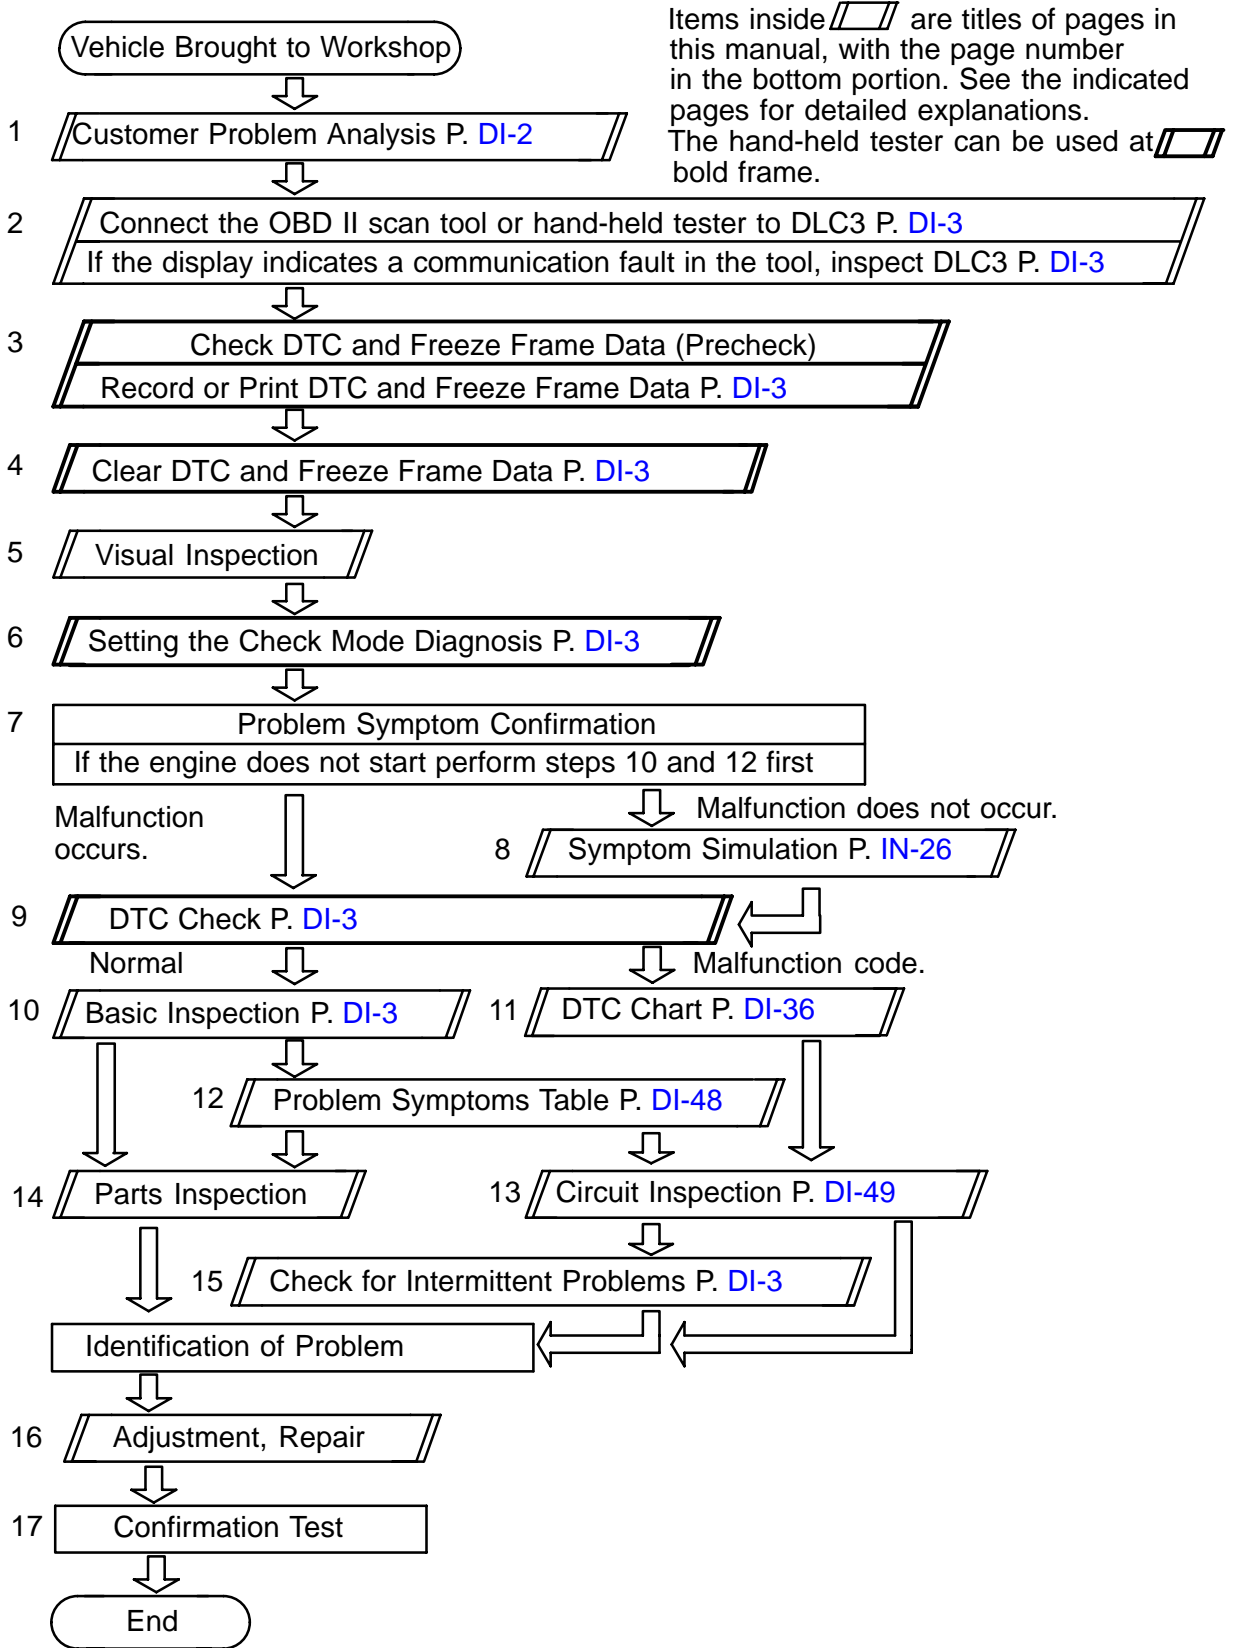 Vehicle Brought to Workshop
Items inside are titles of pages in
this manual, with the page number
in the bottom portion. See the indicated
pages for detailed explanations.
The hand-held tester can be used at
bold frame.
1 Customer Problem Analysis P. DI-2
2 Connect the OBD II scan tool or hand-held tester to DLC3 P. DI-3
If the display indicates a communication fault in the tool, inspect DLC3 P. DI-3
3 Check DTC and Freeze Frame Data (Precheck)
Record or Print DTC and Freeze Frame Data P. DI-3
4 Clear DTC and Freeze Frame Data P. DI-3
5 Visual Inspection
6 Setting the Check Mode Diagnosis P. DI-3
7 Problem Symptom Confirmation
If the engine does not start perform steps 10 and 12 first
Malfunction
occurs.
Malfunction does not occur.
8 Symptom Simulation P. IN-26
9 DTC Check P. DI-3
Normal
Malfunction code.
10 Basic Inspection P. DI-3
11 DTC Chart P. DI-36
12 Problem Symptoms Table P. DI-48
14 Parts Inspection
13 Circuit Inspection P. DI-49
15 Check for Intermittent Problems P. DI-3
Identification of Problem
16 Adjustment, Repair
17 Confirmation Test
End